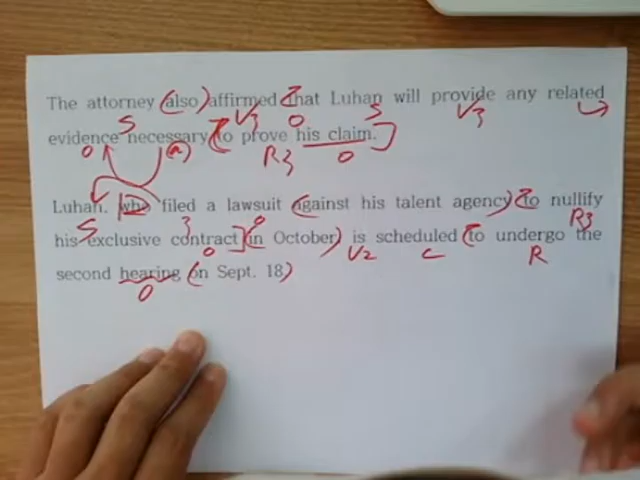 The attorney also affirmed that Luhan will provide any related
evidence necessary to prove his claim.
Luhan, who filed a lawsuit against his talent agency to nullify
his exclusive contract in October) is scheduled to undergo the
second hearing on Sept. 18)